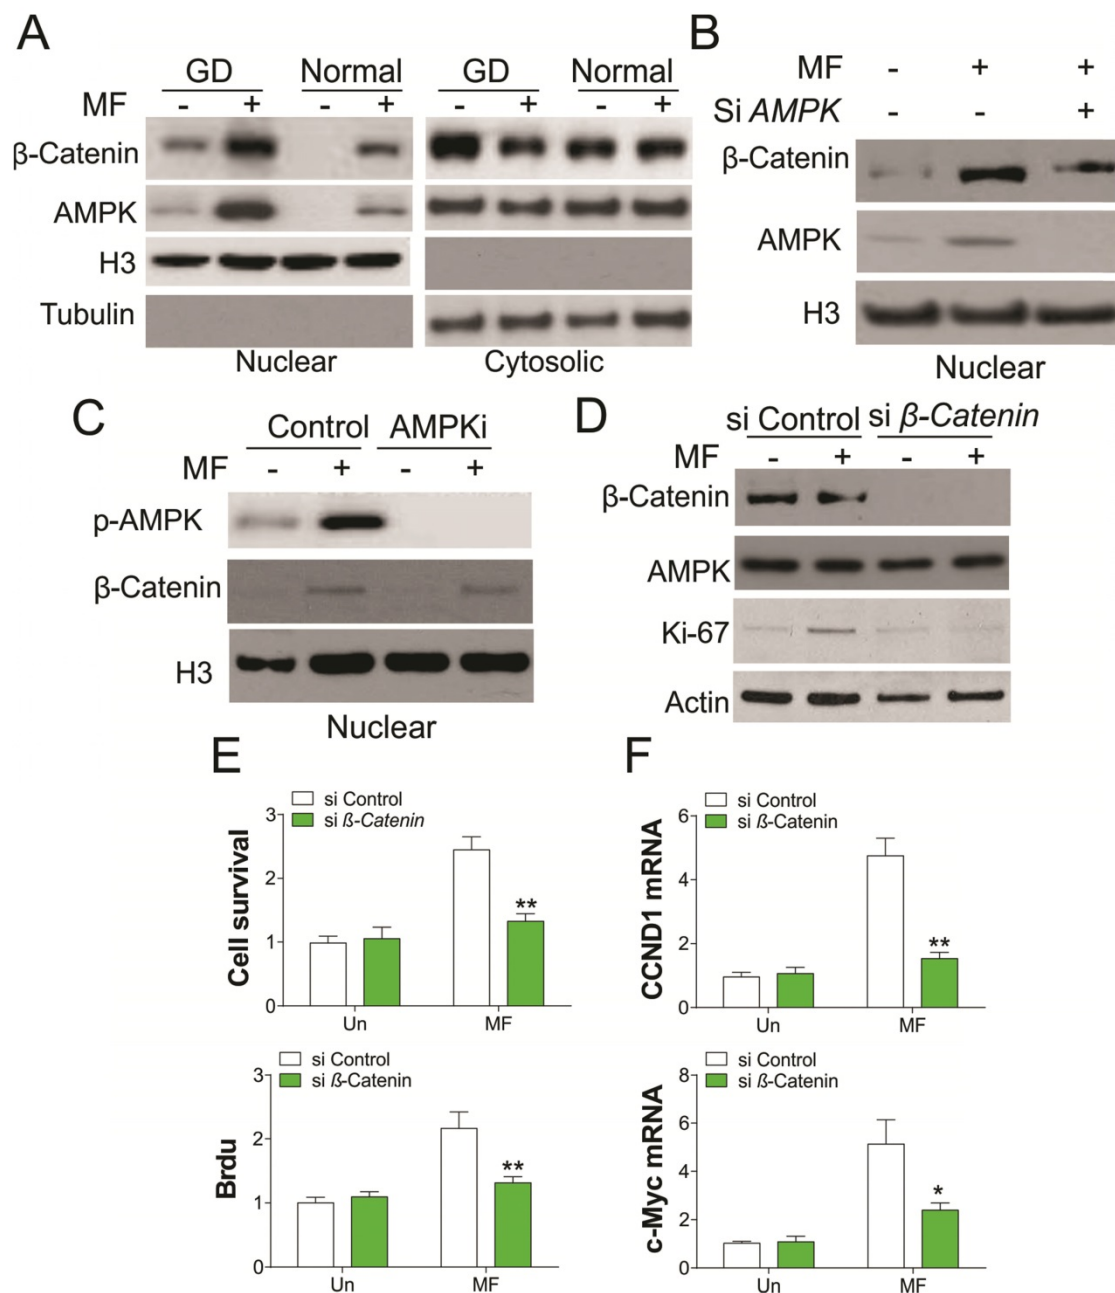 A
GD Normal GD Normal
MF - + - + - + - +
β-Catenin
AMPK
H3
Tubulin
Nuclear Cytosolic
B
MF - + +
Si AMPK - - +
β-Catenin
AMPK
H3
Nuclear
C
Control AMPKi
MF - + - +
p-AMPK
β-Catenin
H3
Nuclear
D
si Control si β-Catenin
MF - + - +
β-Catenin
AMPK
Ki-67
Actin
E
si Control
si ß-Catenin
Cell survival
3
2
1
0
**
Un MF
si Control
si ß-Catenin
Brdu
3
2
1
0
**
Un MF
F
si Control
si ß-Catenin
CCND1 mRNA
6
4
2
0
**
Un MF
si Control
si ß-Catenin
c-Myc mRNA
8
6
4
2
0
*
Un MF